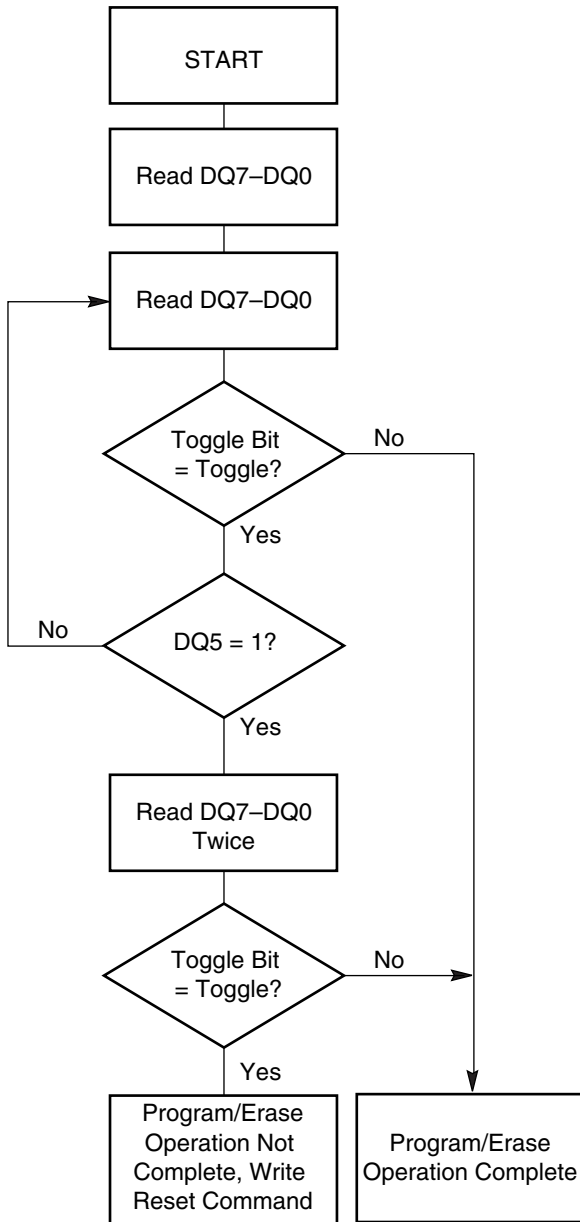 START
Read DQ7–DQ0
Read DQ7–DQ0
Toggle Bit
= Toggle?
No
Yes
DQ5 = 1?
No
Yes
Read DQ7–DQ0
Twice
Toggle Bit
= Toggle?
No
Yes
Program/Erase
Operation Not
Complete, Write
Reset Command
Program/Erase
Operation Complete